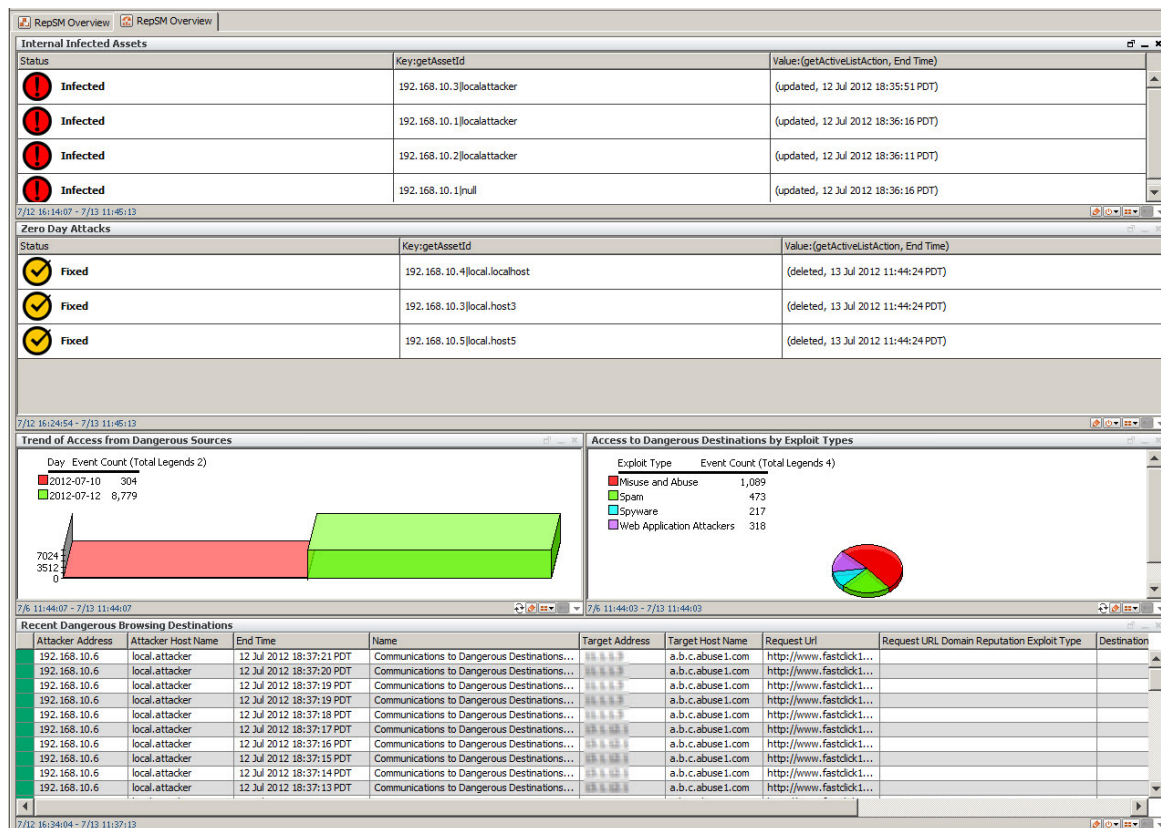 RepSM Overview RepSM Overview
Internal Infected Assets
Status Key:getAssetId Value:(getActiveListAction, End Time)
Infected 192.168.10.3|localattacker (updated, 12 Jul 2012 18:35:51 PDT)
Infected 192.168.10.1|localattacker (updated, 12 Jul 2012 18:36:16 PDT)
Infected 192.168.10.2|localattacker (updated, 12 Jul 2012 18:36:11 PDT)
Infected 192.168.10.1|null (updated, 12 Jul 2012 18:36:16 PDT)
7/12 16:14:07 - 7/13 11:45:13
Zero Day Attacks
Status Key:getAssetId Value:(getActiveListAction, End Time)
Fixed 192.168.10.4|local.localhost (deleted, 13 Jul 2012 11:44:24 PDT)
Fixed 192.168.10.3|local.host3 (deleted, 13 Jul 2012 11:44:24 PDT)
Fixed 192.168.10.5|local.host5 (deleted, 13 Jul 2012 11:44:24 PDT)
7/12 16:24:54 - 7/13 11:45:13
Trend of Access from Dangerous Sources
Day Event Count (Total Legends 2)
2012-07-10 304
2012-07-12 8,779
7024
3512
0
7/6 11:44:07 - 7/13 11:44:07
Access to Dangerous Destinations by Exploit Types
Exploit Type Event Count (Total Legends 4)
Misuse and Abuse 1,089
Spam 473
Spyware 217
Web Application Attackers 318
7/6 11:44:03 - 7/13 11:44:03
Recent Dangerous Browsing Destinations
Attacker Address Attacker Host Name End Time Name Target Address Target Host Name Request Url Request URL Domain Reputation Exploit Type Destination
192.168.10.6 local.attacker 12 Jul 2012 18:37:21 PDT Communications to Dangerous Destinations... a.b.c.abuse1.com http://www.fastclick1...
192.168.10.6 local.attacker 12 Jul 2012 18:37:20 PDT Communications to Dangerous Destinations... a.b.c.abuse1.com http://www.fastclick1...
192.168.10.6 local.attacker 12 Jul 2012 18:37:19 PDT Communications to Dangerous Destinations... a.b.c.abuse1.com http://www.fastclick1...
192.168.10.6 local.attacker 12 Jul 2012 18:37:19 PDT Communications to Dangerous Destinations... a.b.c.abuse1.com http://www.fastclick1...
192.168.10.6 local.attacker 12 Jul 2012 18:37:18 PDT Communications to Dangerous Destinations... a.b.c.abuse1.com http://www.fastclick1...
192.168.10.6 local.attacker 12 Jul 2012 18:37:17 PDT Communications to Dangerous Destinations... a.b.c.abuse1.com http://www.fastclick1...
192.168.10.6 local.attacker 12 Jul 2012 18:37:16 PDT Communications to Dangerous Destinations... a.b.c.abuse1.com http://www.fastclick1...
192.168.10.6 local.attacker 12 Jul 2012 18:37:15 PDT Communications to Dangerous Destinations... a.b.c.abuse1.com http://www.fastclick1...
192.168.10.6 local.attacker 12 Jul 2012 18:37:14 PDT Communications to Dangerous Destinations... a.b.c.abuse1.com http://www.fastclick1...
192.168.10.6 local.attacker 12 Jul 2012 18:37:13 PDT Communications to Dangerous Destinations... a.b.c.abuse1.com http://www.fastclick1...
7/12 16:34:04 - 7/13 11:37:13